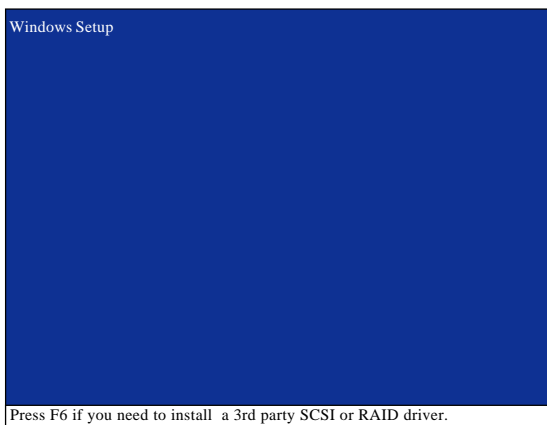 Windows Setup
Press F6 if you need to install a 3rd party SCSI or RAID driver.